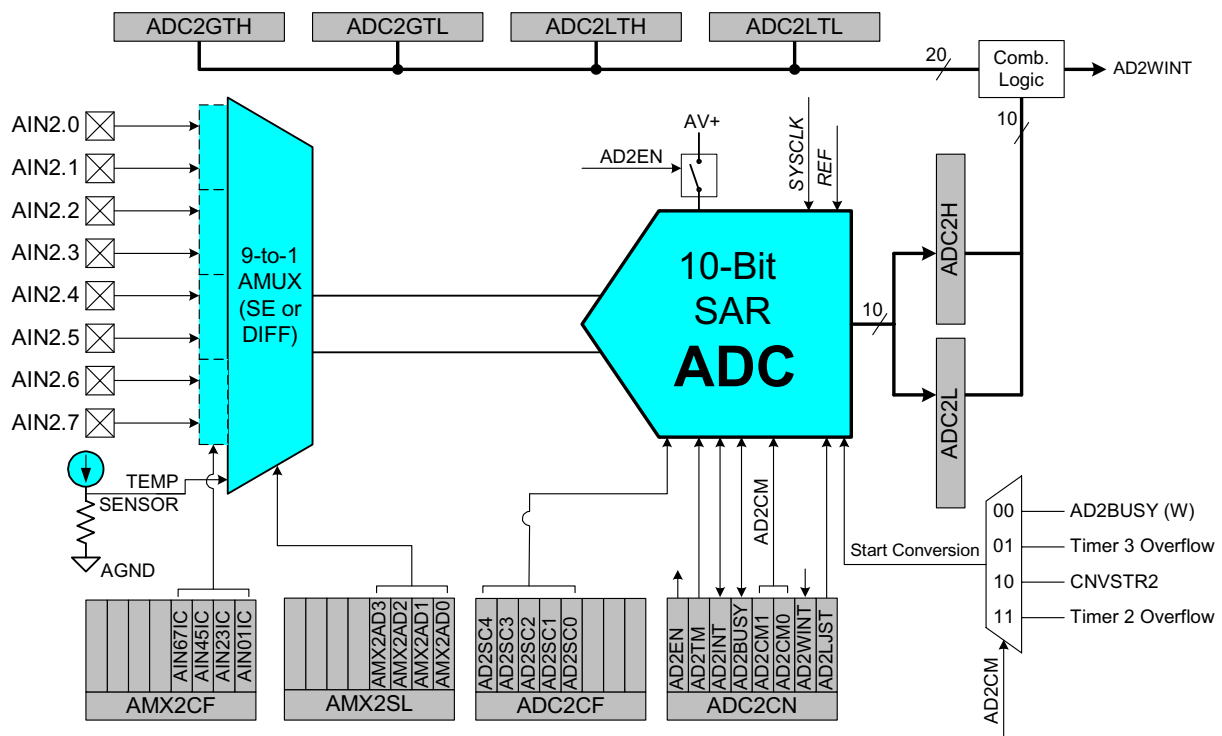 ADC2GTH
ADC2GTL
ADC2LTH
ADC2LTL
20
Comb.
Logic
AD2WINT
10
AIN2.0
AIN2.1
AIN2.2
AIN2.3
AIN2.4
AIN2.5
AIN2.6
AIN2.7
9-to-1
AMUX
(SE or
DIFF)
AV+
AD2EN
SYSCLK
REF
10-Bit
SAR
ADC
10
ADC2H
ADC2L
TEMP
SENSOR
AGND
AD2CM
Start Conversion
00
AD2BUSY (W)
01
Timer 3 Overflow
10
CNVSTR2
11
Timer 2 Overflow
AD2CM
AIN67IC
AIN45IC
AIN23IC
AIN01IC
AMX2CF
AMX2AD3
AMX2AD2
AMX2AD1
AMX2AD0
AMX2SL
AD2SC4
AD2SC3
AD2SC2
AD2SC1
AD2SC0
ADC2CF
AD2EN
AD2TM
AD2INT
AD2BUSY
AD2CM1
AD2CM0
AD2WINT
AD2LJST
ADC2CN